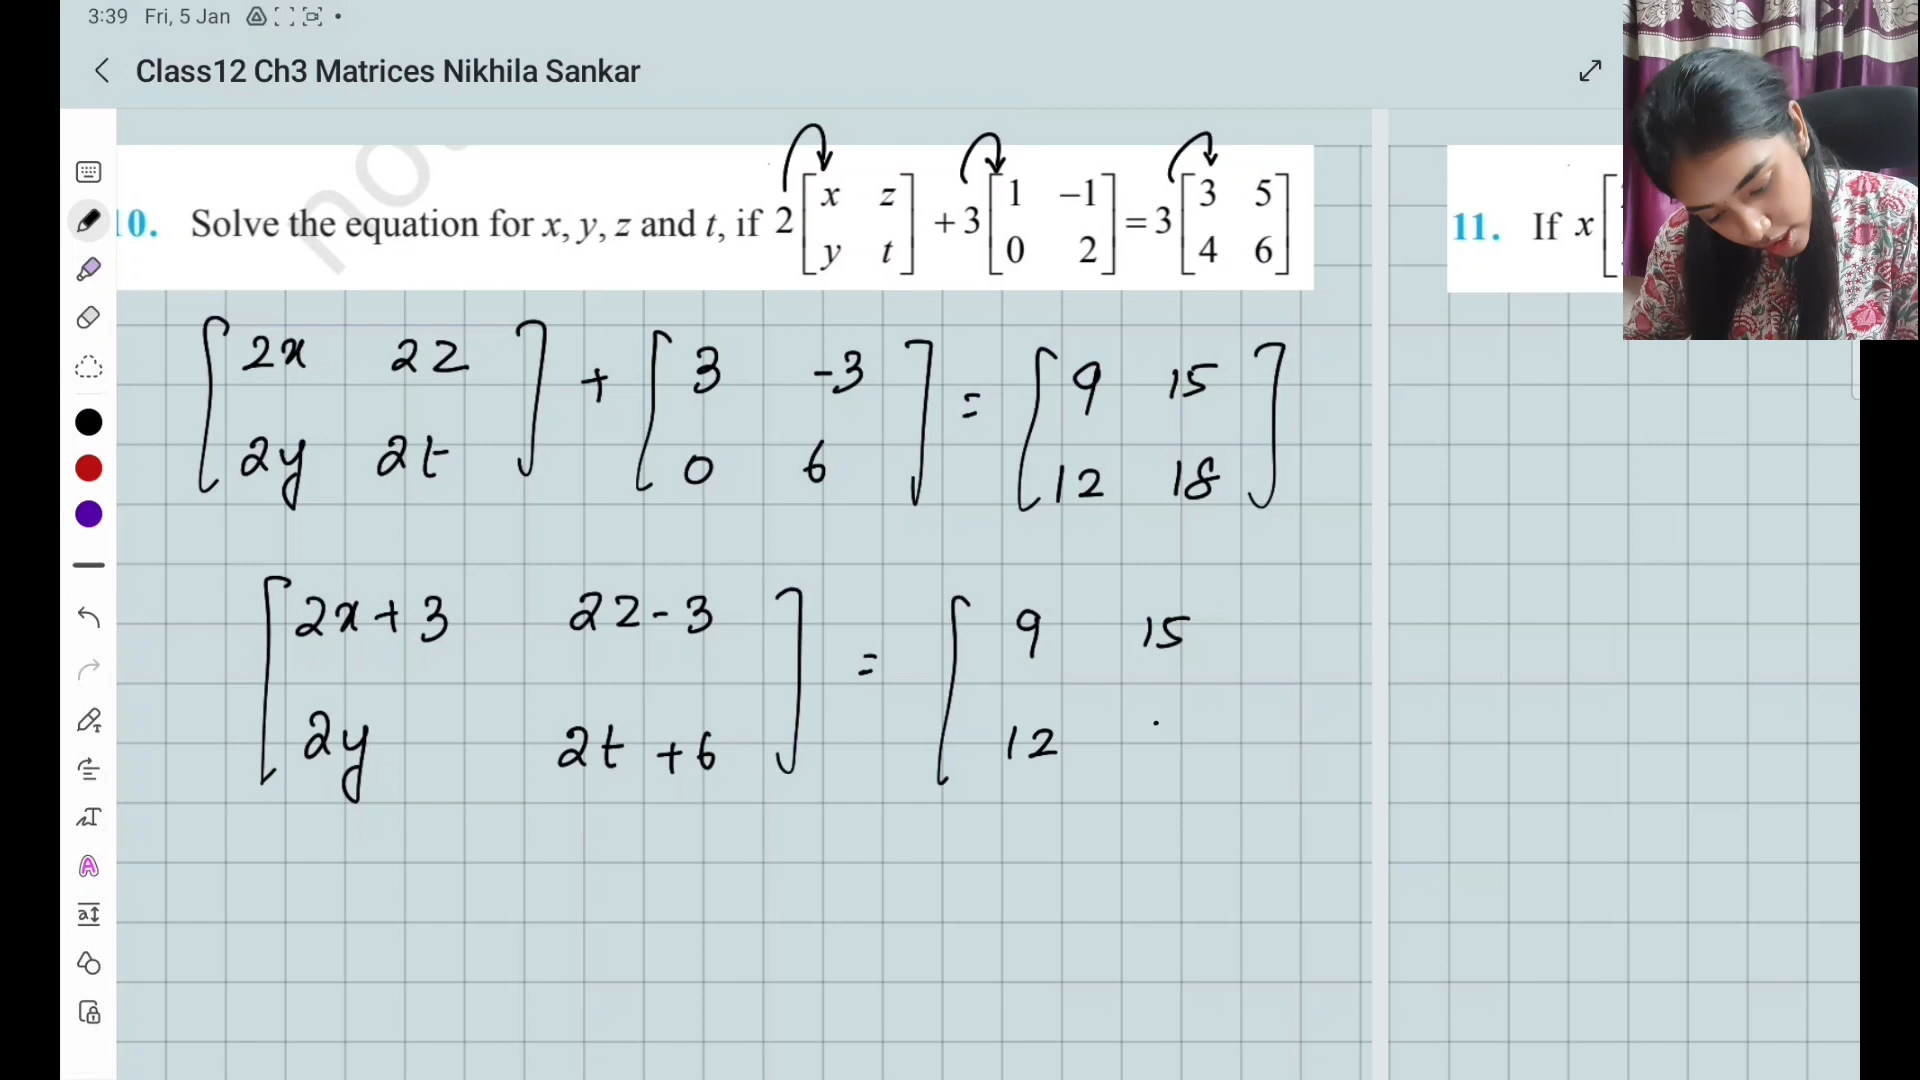 3:39 Fri, 5 Jan
Class12 Ch3 Matrices Nikhila Sankar
no
10. Solve the equation for x, y, z and t, if 2 [x z; y t] + 3 [1 −1; 0 2] = 3 [3 5; 4 6]
11. If x [
[2x 2z; 2y 2t] + [3 -3; 0 6] = [9 15; 12 18]
[2x+3 2z-3; 2y 2t+6] = [9 15; 12